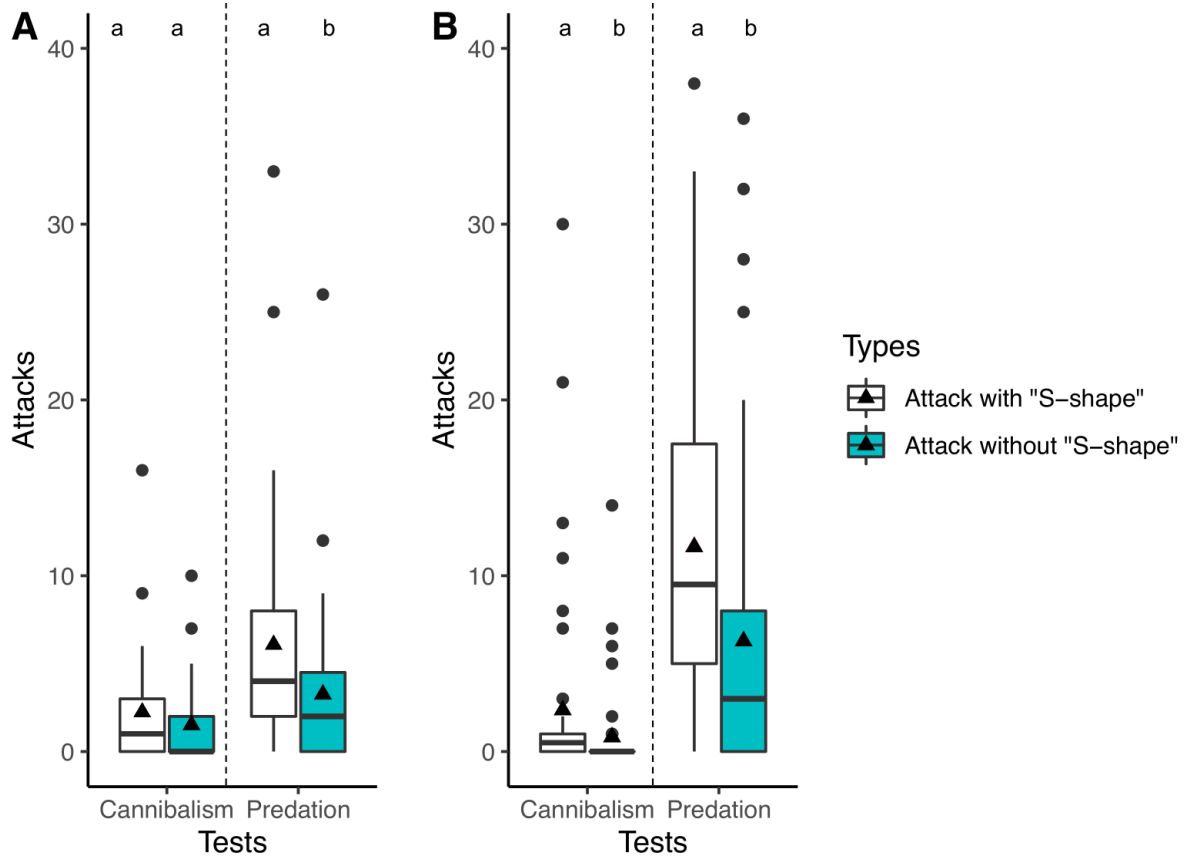 A
a a a b
40
30
20
10
0
Attacks
Cannibalism Predation
Tests
B
a b a b
40
30
20
10
0
Attacks
Cannibalism Predation
Tests
Types
Attack with "S−shape"
Attack without "S−shape"